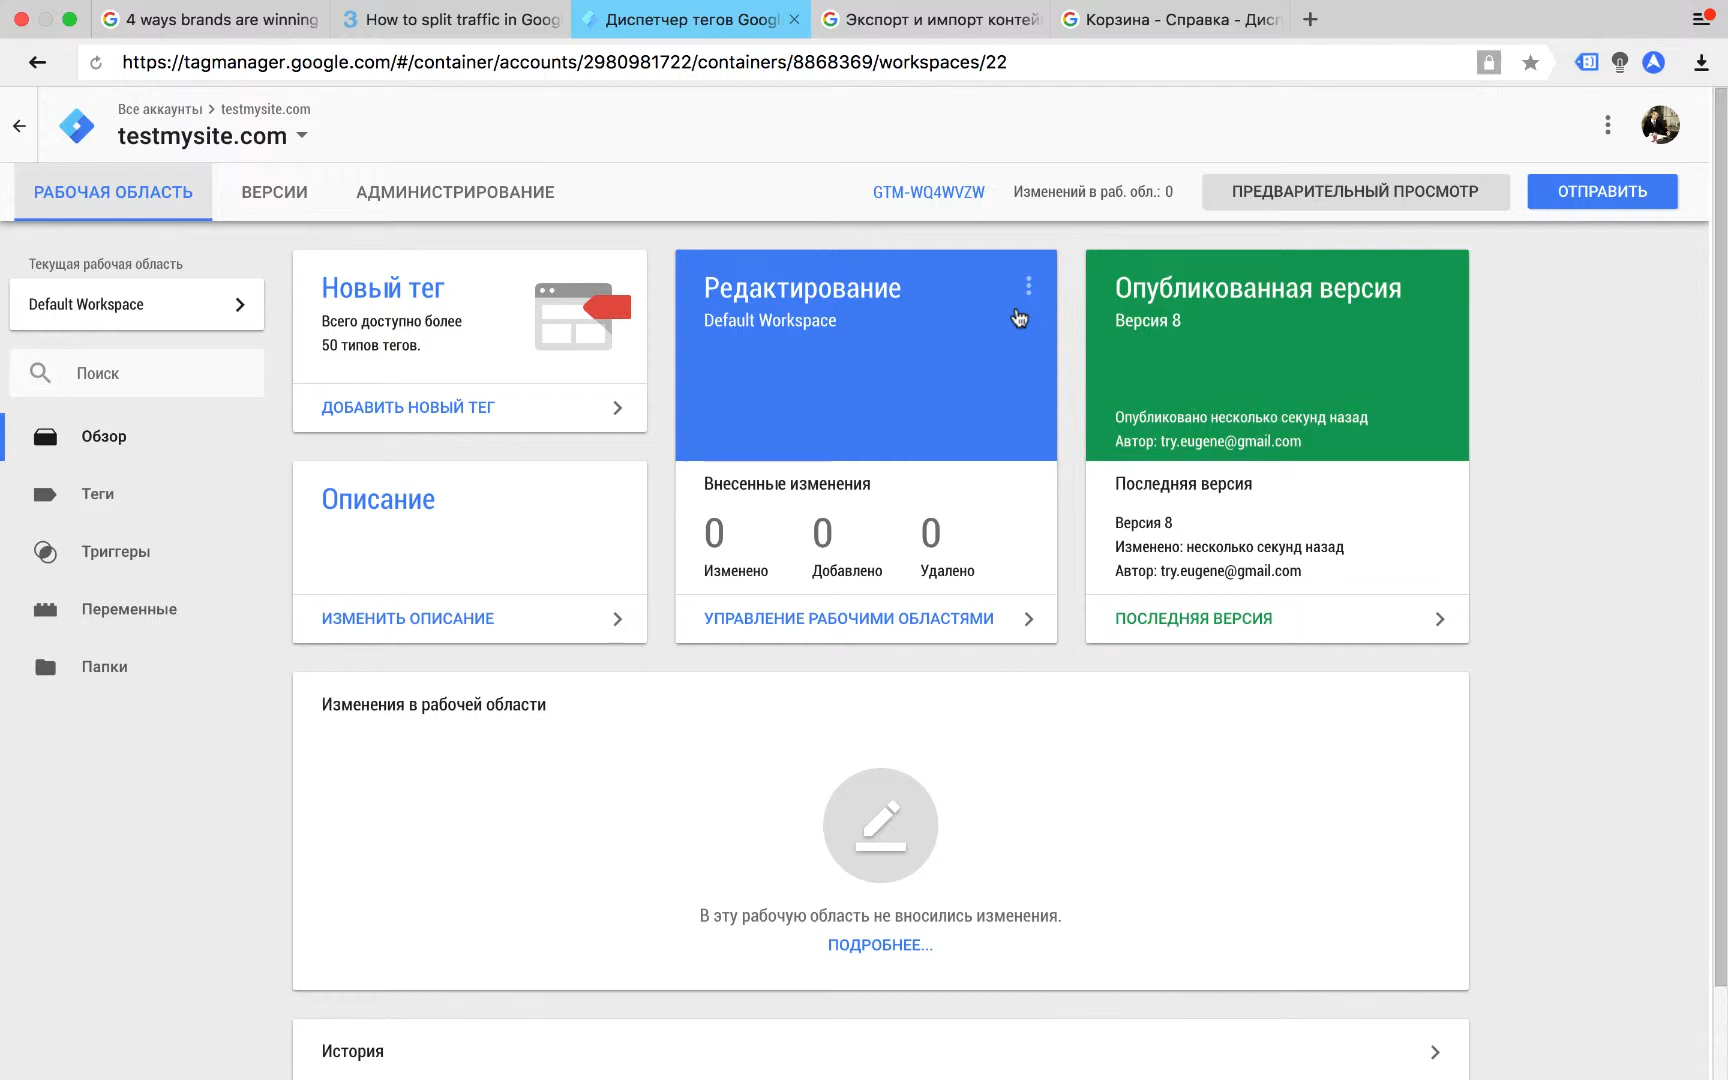 4 ways brands are winning
How to split traffic in Goog
Диспетчер тегов Googl
Экспорт и импорт контей
Корзина - Справка - Дисп
https://tagmanager.google.com/#/container/accounts/2980981722/containers/8868369/workspaces/22
Все аккаунты > testmysite.com
testmysite.com
РАБОЧАЯ ОБЛАСТЬ
ВЕРСИИ
АДМИНИСТРИРОВАНИЕ
GTM-WQ4WVZW
Изменений в раб. обл.: 0
ПРЕДВАРИТЕЛЬНЫЙ ПРОСМОТР
ОТПРАВИТЬ
Текущая рабочая область
Default Workspace
Поиск
Обзор
Теги
Триггеры
Переменные
Папки
Новый тег
Всего доступно более
50 типов тегов.
ДОБАВИТЬ НОВЫЙ ТЕГ
Описание
ИЗМЕНИТЬ ОПИСАНИЕ
Редактирование
Default Workspace
Внесенные изменения
0 0 0
Изменено Добавлено Удалено
УПРАВЛЕНИЕ РАБОЧИМИ ОБЛАСТЯМИ
Опубликованная версия
Версия 8
Опубликовано несколько секунд назад
Автор: try.eugene@gmail.com
Последняя версия
Версия 8
Изменено: несколько секунд назад
Автор: try.eugene@gmail.com
ПОСЛЕДНЯЯ ВЕРСИЯ
Изменения в рабочей области
В эту рабочую область не вносились изменения.
ПОДРОБНЕЕ...
История